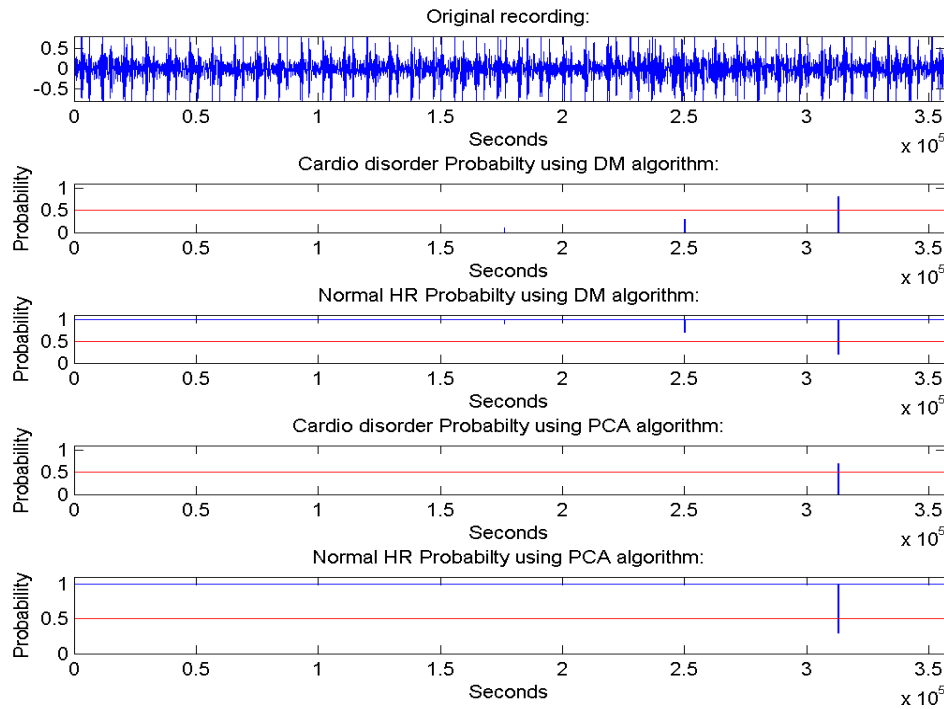 Original recording:
0.5
0
-0.5
0 0.5 1 1.5 2 2.5 3 3.5
Seconds
x 10^5
Cardio disorder Probabilty using DM algorithm:
Probability
1
0.5
0
0 0.5 1 1.5 2 2.5 3 3.5
Seconds
x 10^5
Normal HR Probabilty using DM algorithm:
Probability
1
0.5
0
0 0.5 1 1.5 2 2.5 3 3.5
Seconds
x 10^5
Cardio disorder Probabilty using PCA algorithm:
Probability
1
0.5
0
0 0.5 1 1.5 2 2.5 3 3.5
Seconds
x 10^5
Normal HR Probabilty using PCA algorithm:
Probability
1
0.5
0
0 0.5 1 1.5 2 2.5 3 3.5
Seconds
x 10^5